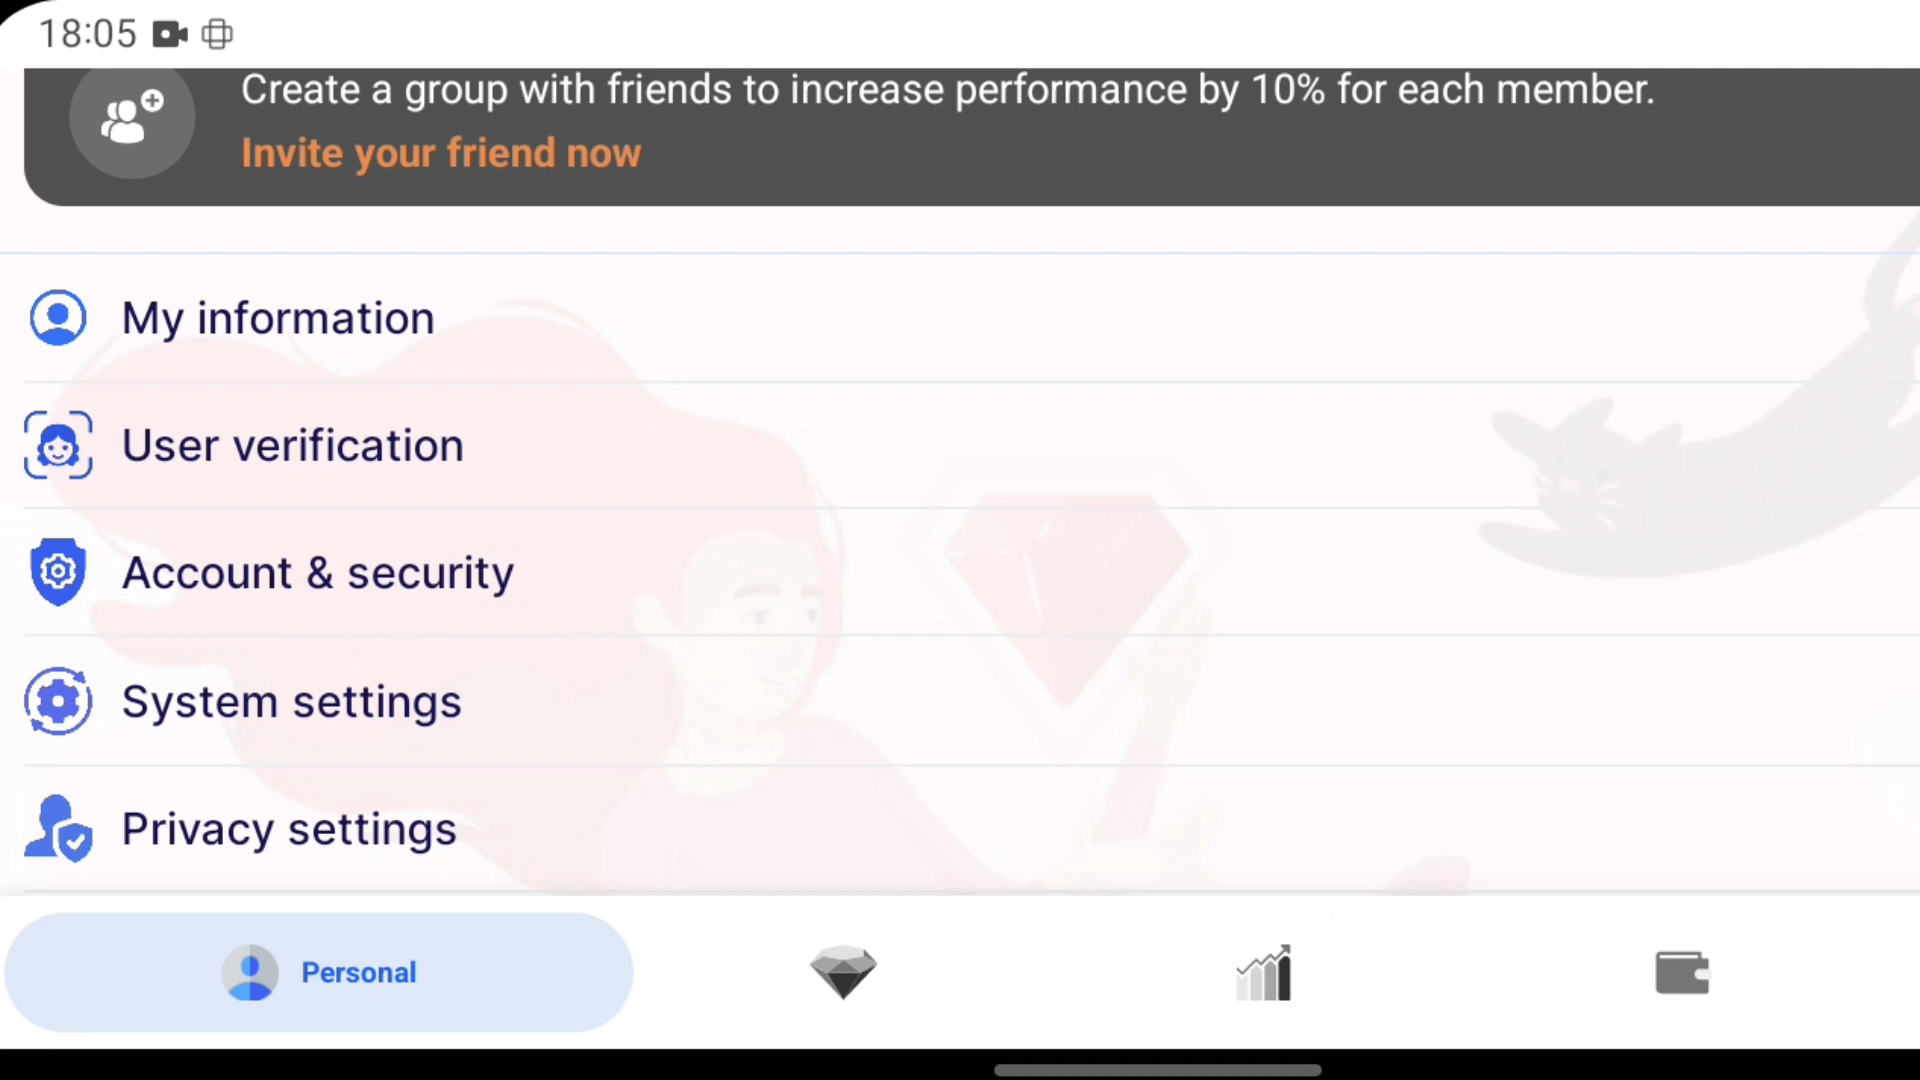 18:05
Create a group with friends to increase performance by 10% for each member.
Invite your friend now
My information
User verification
Account & security
System settings
Privacy settings
Personal